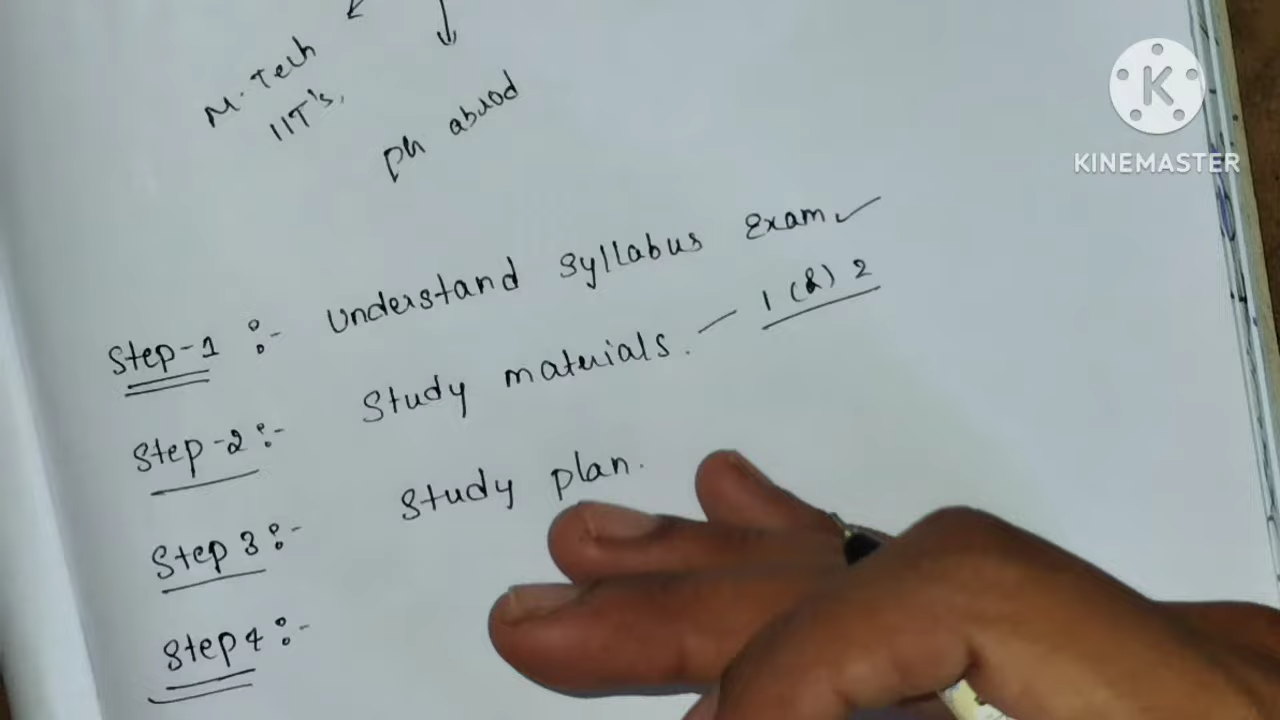 M.Tech
IIT's,
ph abuod
KINEMASTER
Step-1 :- Understand Syllabus Exam ✓
Step-2 :- Study materials. — 1 (&) 2
Step 3 :- Study plan.
Step 4 :-